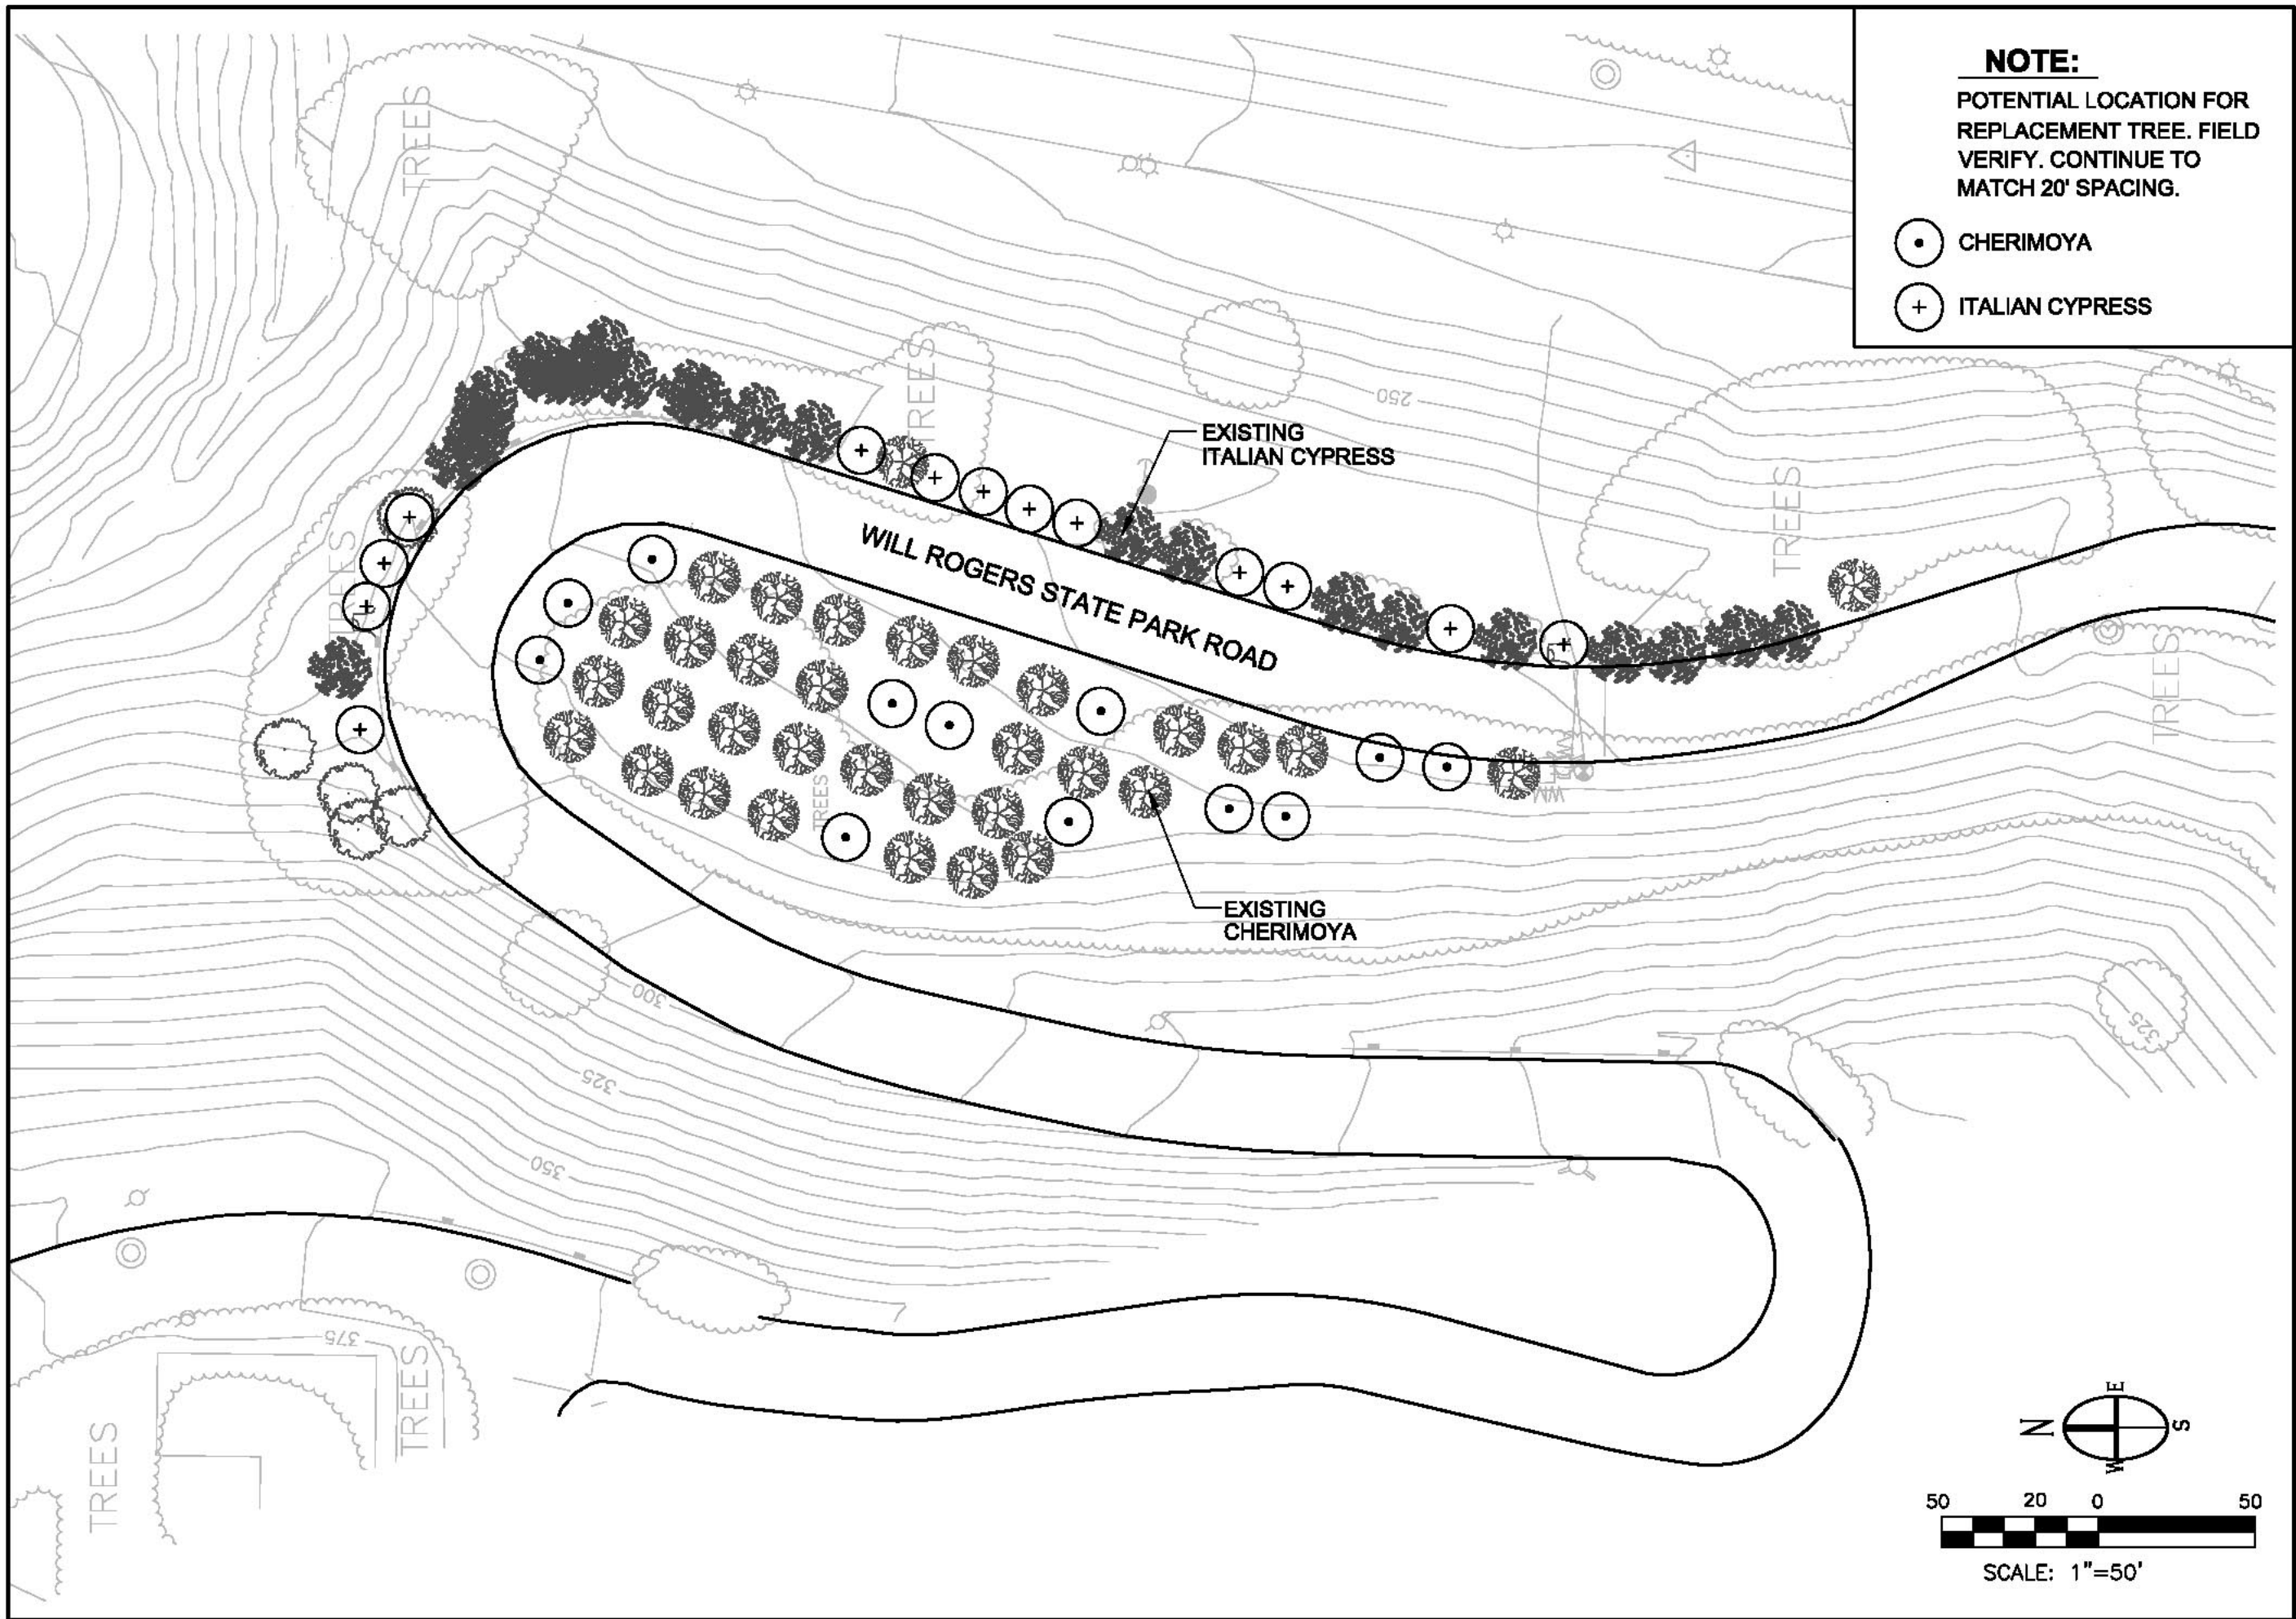 NOTE:
POTENTIAL LOCATION FOR
REPLACEMENT TREE. FIELD
VERIFY. CONTINUE TO
MATCH 20' SPACING.
CHERIMOYA
ITALIAN CYPRESS
TREES
TREES
250
EXISTING
ITALIAN CYPRESS
TREES
TREES
WILL ROGERS STATE PARK ROAD
TREES
TREES
WM
EXISTING
CHERIMOYA
300
325
325
350
375
TREES
TREES
E
N
S
W
50 20 0 50
SCALE: 1"=50'